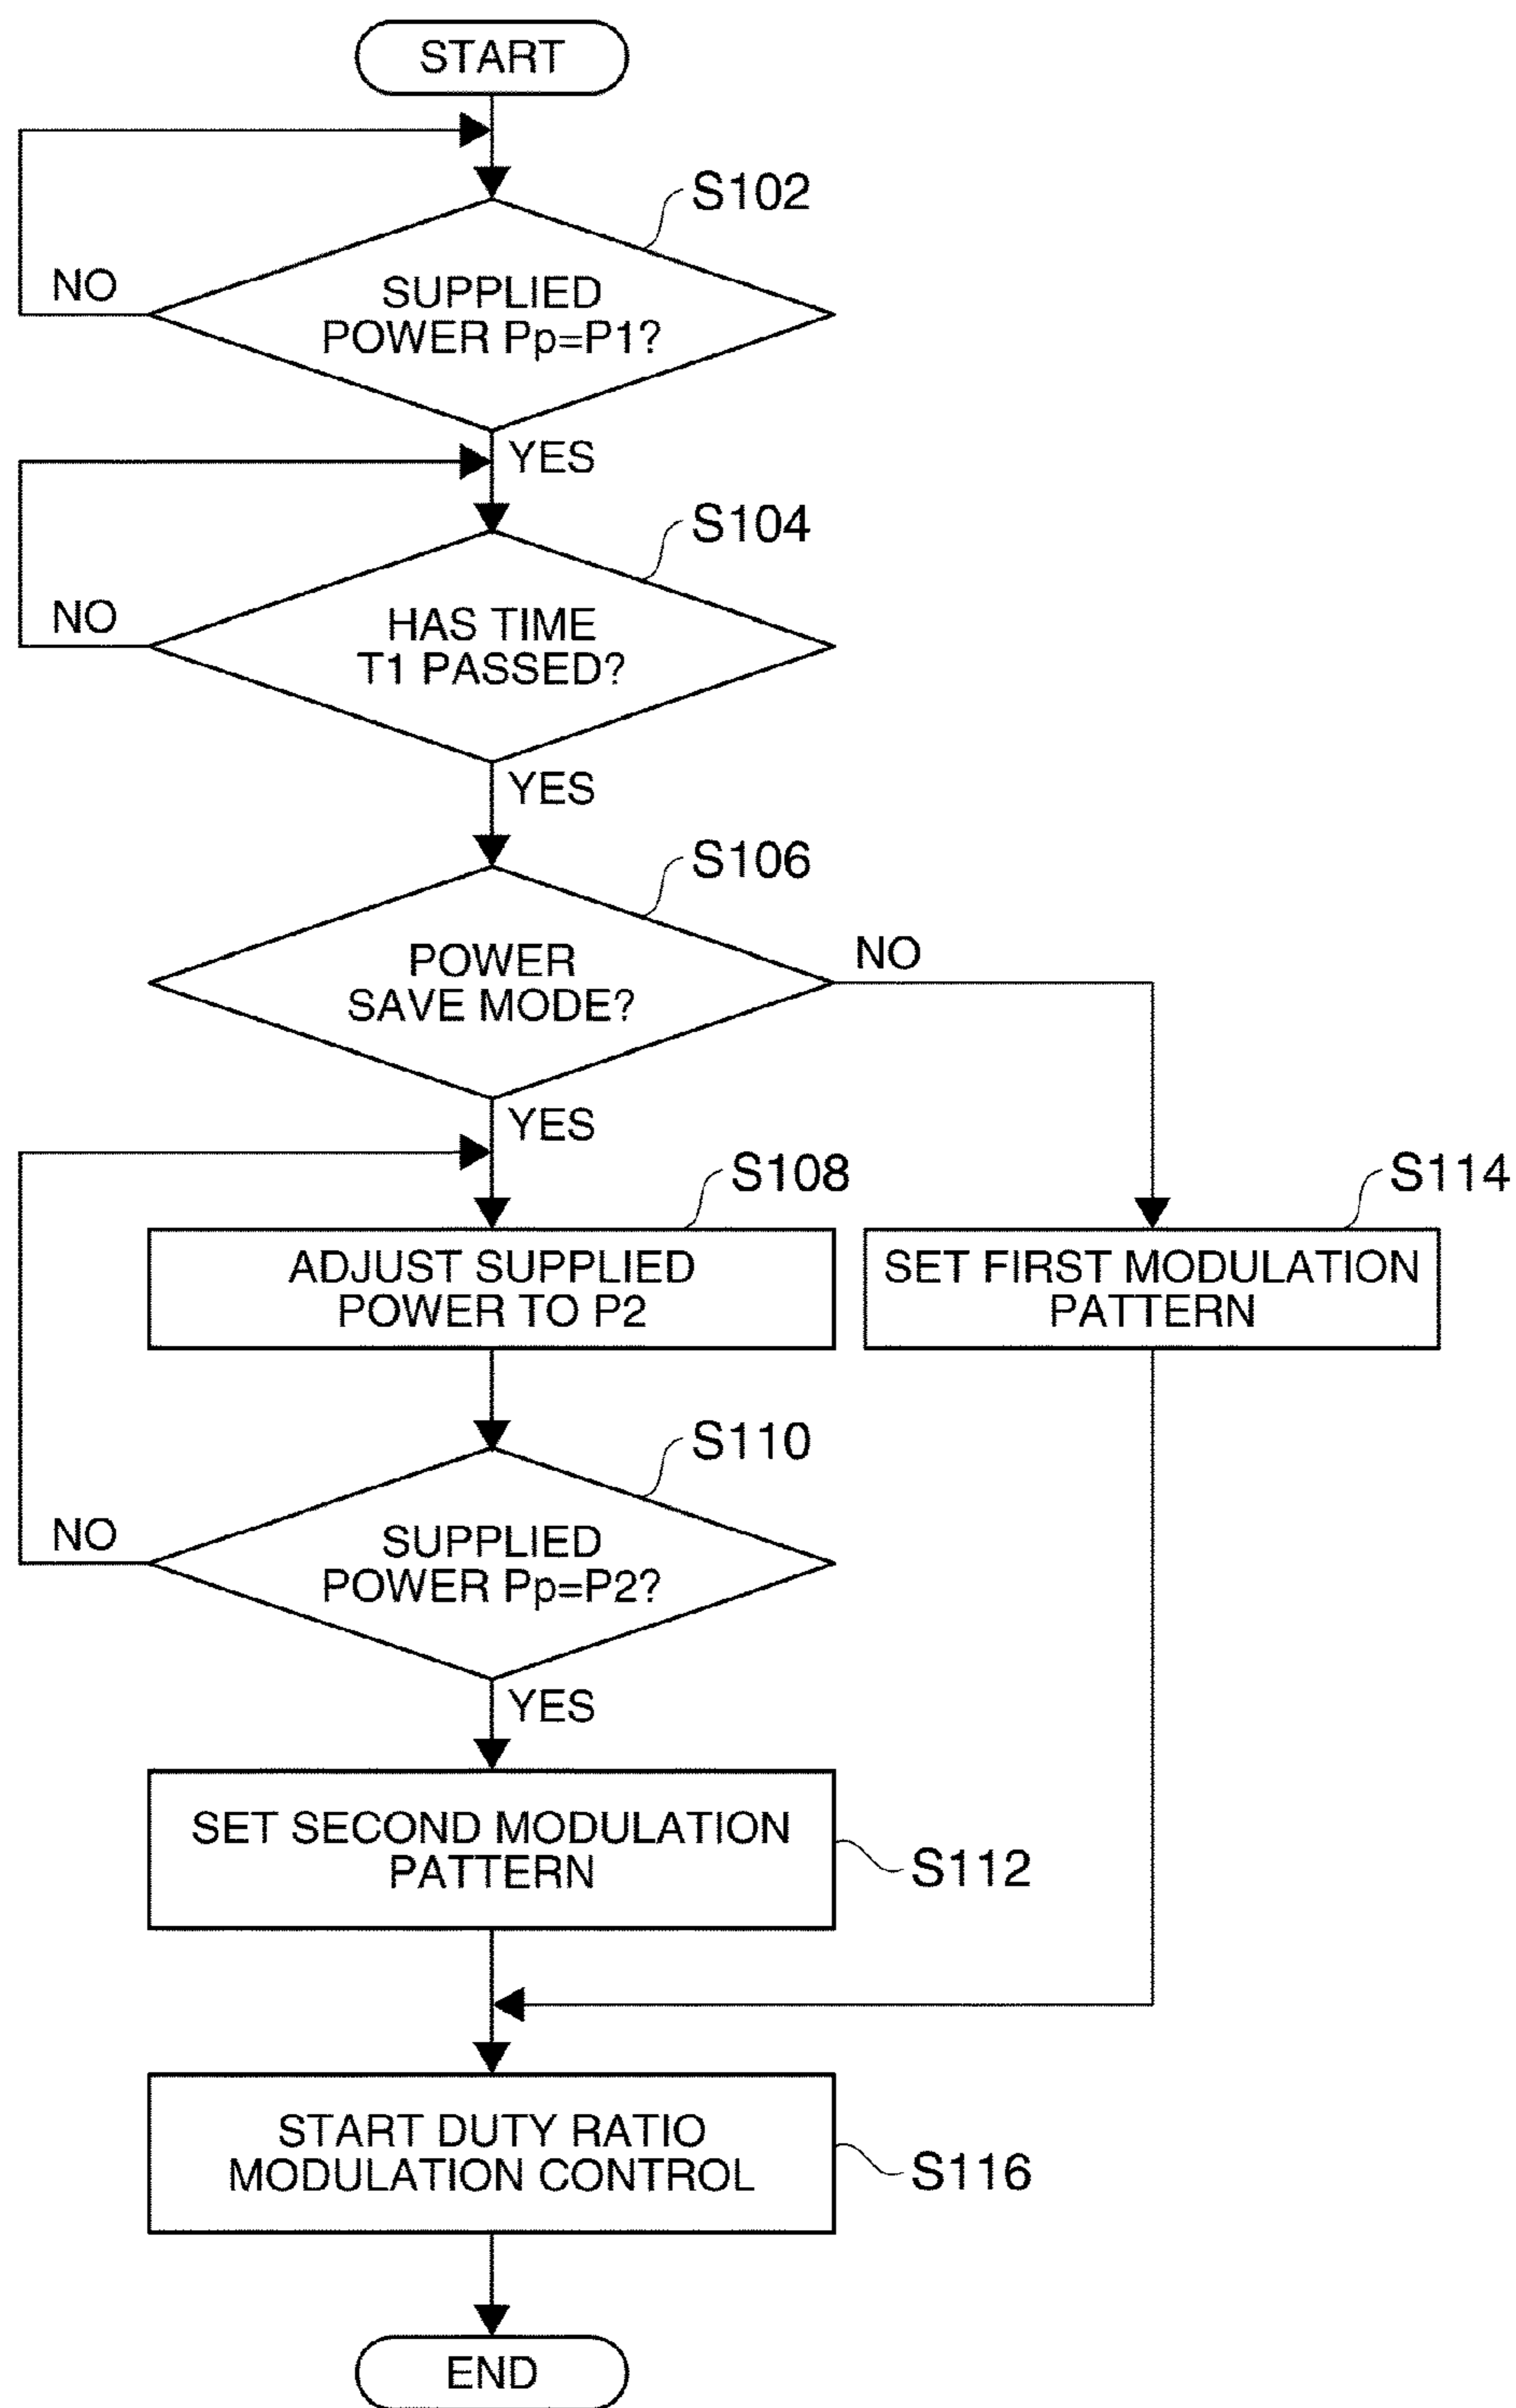 START
S102
NO
SUPPLIED
POWER Pp=P1?
YES
S104
NO
HAS TIME
T1 PASSED?
YES
S106
POWER
SAVE MODE?
NO
YES
S108
S114
ADJUST SUPPLIED
POWER TO P2
SET FIRST MODULATION
PATTERN
S110
NO
SUPPLIED
POWER Pp=P2?
YES
SET SECOND MODULATION
PATTERN
S112
START DUTY RATIO
MODULATION CONTROL
S116
END